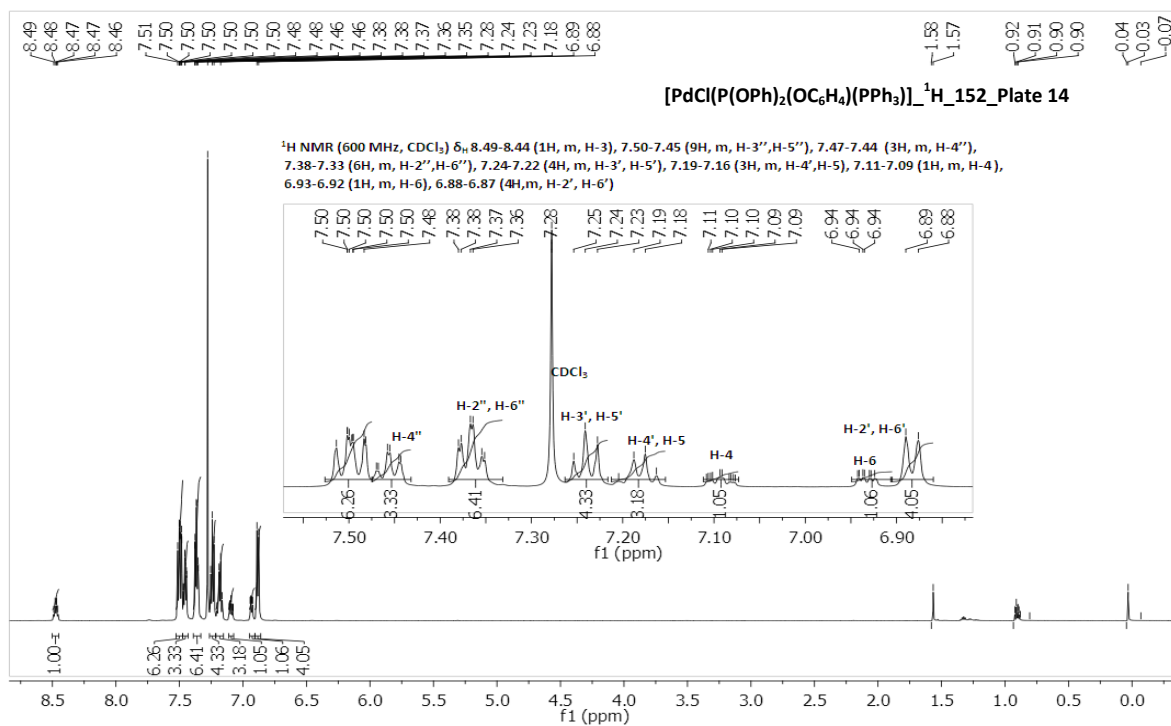 8.49 8.48 8.47 8.47 8.46 7.51 7.50 7.50 7.50 7.50 7.50 7.50 7.48 7.48 7.46 7.46 7.38 7.38 7.37 7.36 7.35 7.28 7.24 7.23 7.18 6.89 6.88 1.58 1.57 0.92 0.91 0.90 0.90 0.04 0.03 -0.07
[PdCl(P(OPh)₂(OC₆H₄)(PPh₃)]_¹H_152_Plate 14
¹H NMR (600 MHz, CDCl₃) δH 8.49-8.44 (1H, m, H-3), 7.50-7.45 (9H, m, H-3'',H-5''), 7.47-7.44 (3H, m, H-4''),
7.38-7.33 (6H, m, H-2'',H-6''), 7.24-7.22 (4H, m, H-3', H-5'), 7.19-7.16 (3H, m, H-4',H-5), 7.11-7.09 (1H, m, H-4),
6.93-6.92 (1H, m, H-6), 6.88-6.87 (4H,m, H-2', H-6')
7.50 7.50 7.50 7.50 7.50 7.48 7.38 7.38 7.37 7.36 7.28 7.25 7.24 7.23 7.19 7.18 7.11 7.10 7.10 7.09 7.09 6.94 6.94 6.94 6.89 6.88
CDCl₃
H-2'', H-6''
H-3', H-5'
H-2', H-6'
H-4''
H-4', H-5
H-4
H-6
6.26 3.33 6.41 4.33 3.18 1.05 1.06 4.05
7.50 7.40 7.30 7.20 7.10 7.00 6.90
f1 (ppm)
1.00 6.26 3.33 6.41 4.33 3.18 1.05 1.06 4.05
8.5 8.0 7.5 7.0 6.5 6.0 5.5 5.0 4.5 4.0 3.5 3.0 2.5 2.0 1.5 1.0 0.5 0.0
f1 (ppm)